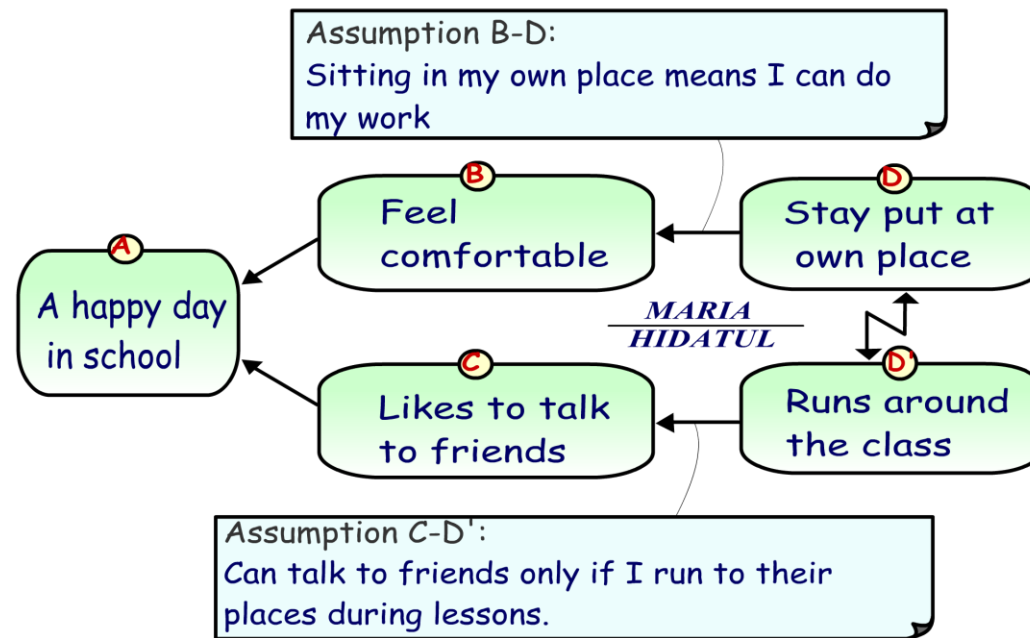 Assumption B-D:
Sitting in my own place means I can do
my work
B
Feel
comfortable
D
Stay put at
own place
A
A happy day
in school
MARIA
HIDATUL
C
Likes to talk
to friends
D'
Runs around
the class
Assumption C-D':
Can talk to friends only if I run to their
places during lessons.